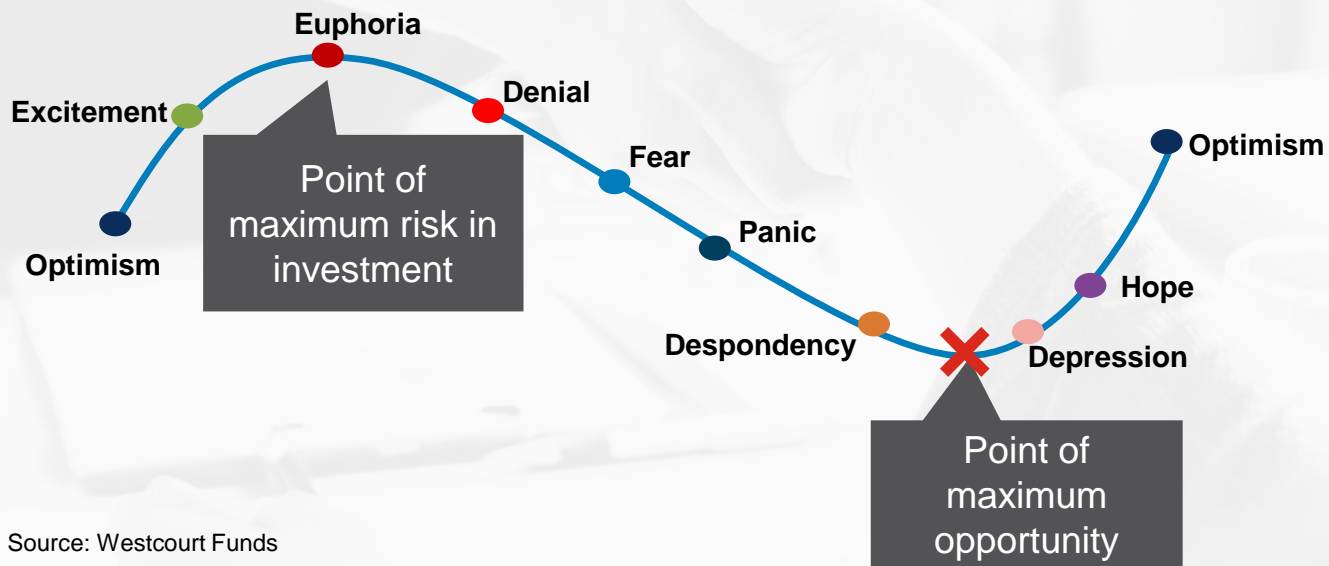 Euphoria
Excitement
Denial
Point of
maximum risk in
investment
Fear
Optimism
Optimism
Panic
Hope
Despondency
Depression
Point of
maximum
opportunity
Source: Westcourt Funds